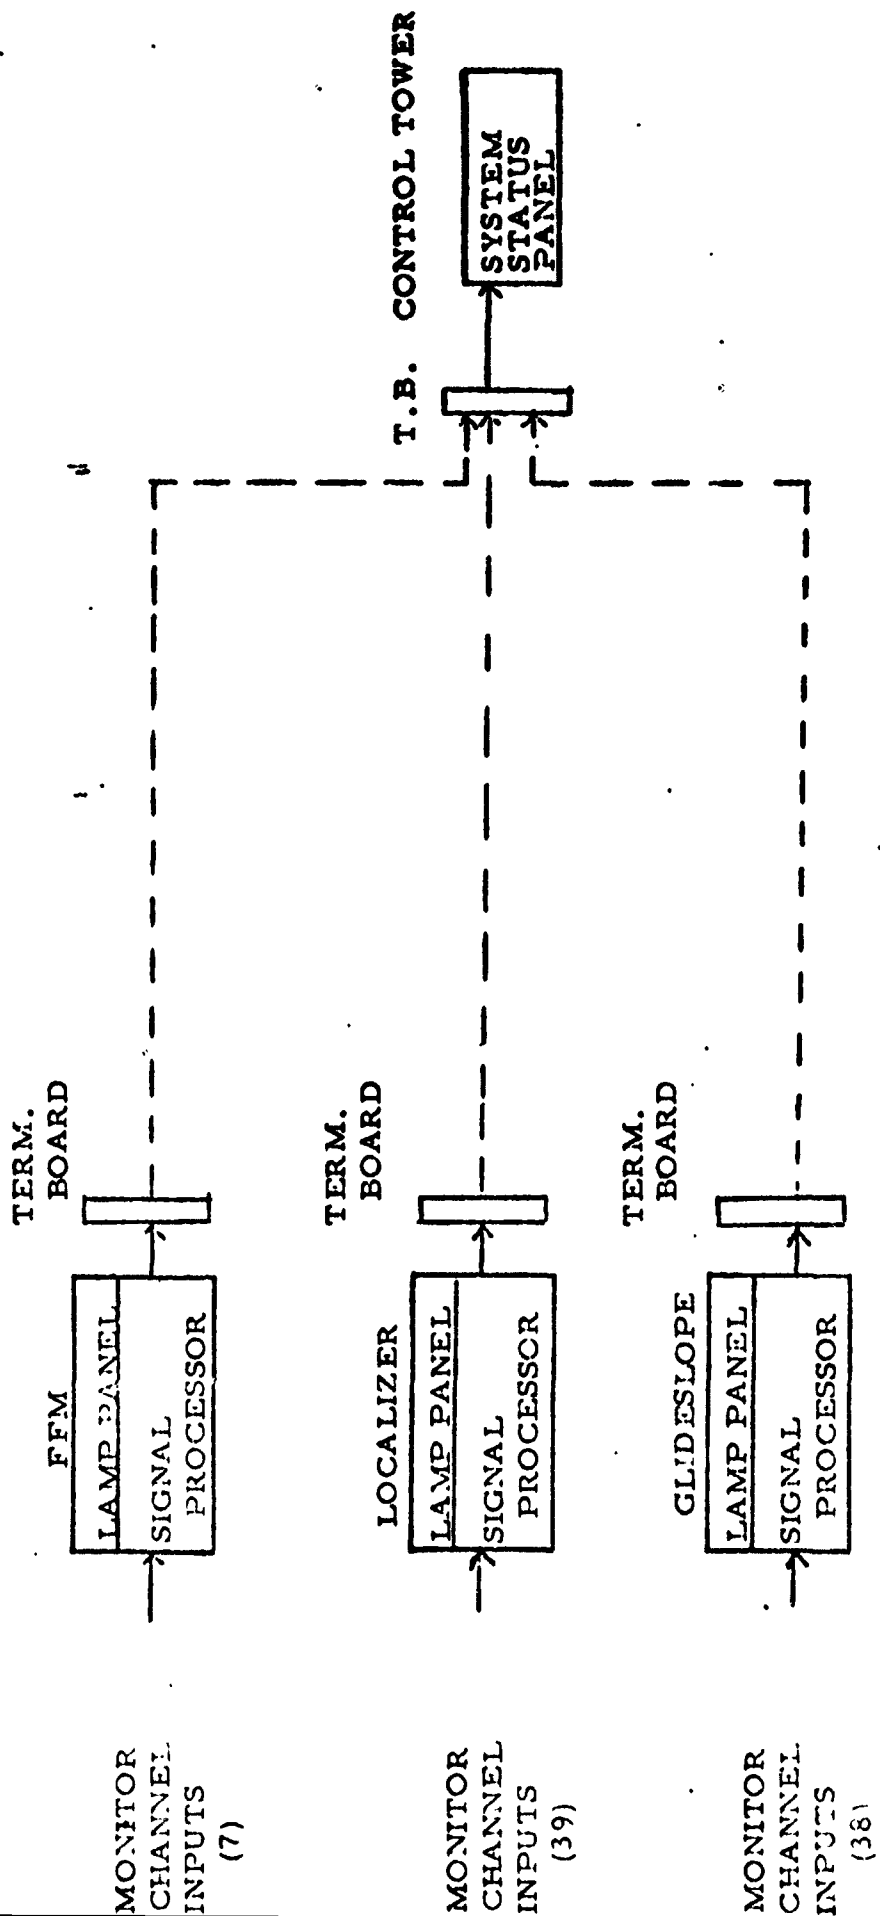 MONITOR
CHANNEL
INPUTS
(7)
FFM
LAMP PANEL
SIGNAL
PROCESSOR
TERM.
BOARD
MONITOR
CHANNEL
INPUTS
(39)
LOCALIZER
LAMP PANEL
SIGNAL
PROCESSOR
TERM.
BOARD
MONITOR
CHANNEL
INPUTS
(38)
GLIDESLOPE
LAMP PANEL
SIGNAL
PROCESSOR
TERM.
BOARD
T.B. CONTROL TOWER
SYSTEM
STATUS
PANEL